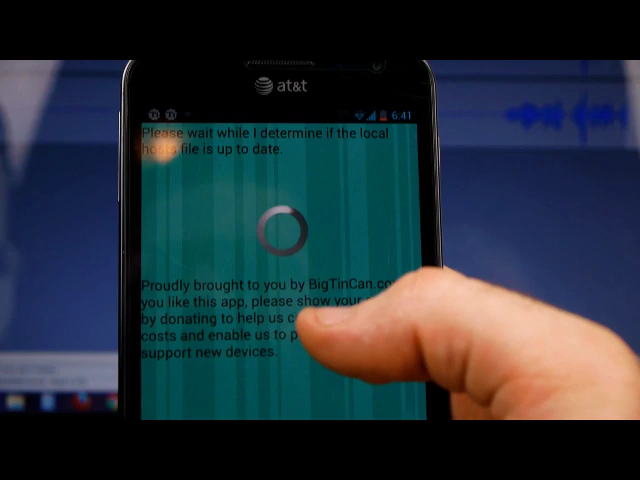 at&t
6:41
Please wait while I determine if the local
hosts file is up to date.
Proudly brought to you by BigTinCan.co
you like this app, please show your
by donating to help us
costs and enable us to
support new devices.